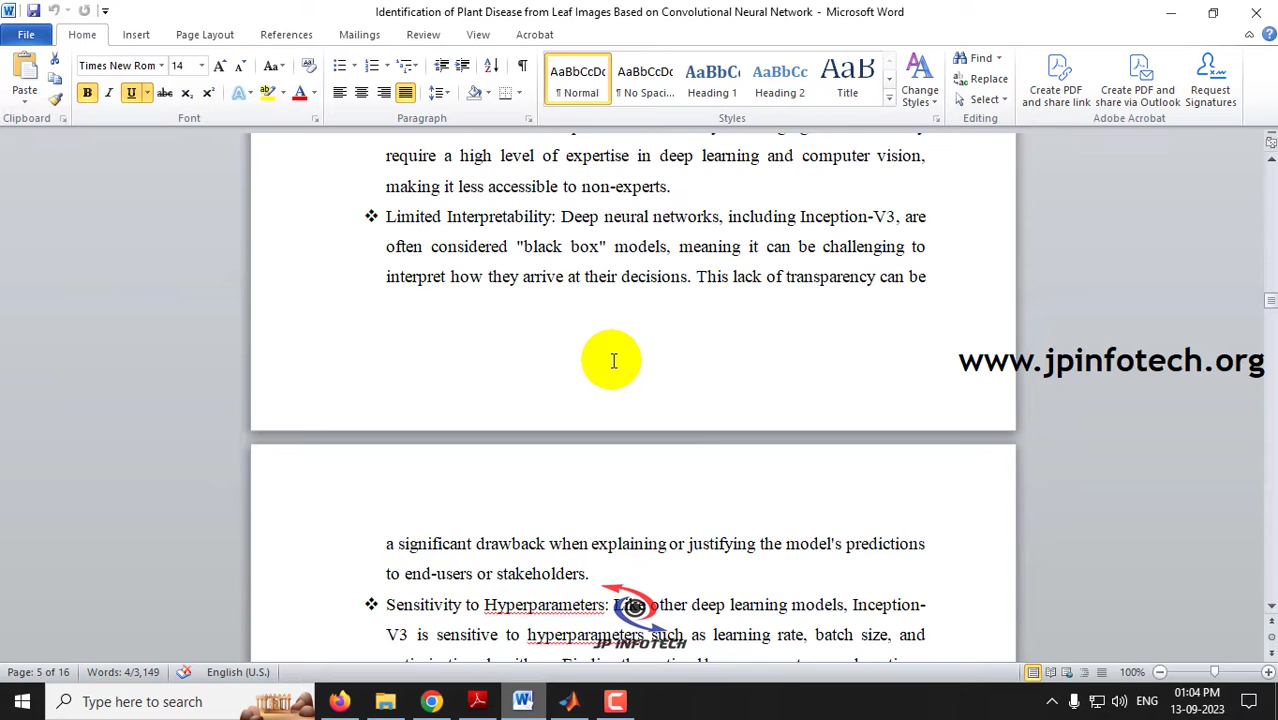 Identification of Plant Disease from Leaf Images Based on Convolutional Neural Network - Microsoft Word
File Home Insert Page Layout References Mailings Review View Acrobat
Times New Rom 14
AaBbCcDc AaBbCcDc AaBbCc AaBbCc AaB
Find
Replace
Select
Paste
B I U abc x₂ x²
¶ Normal ¶ No Spaci... Heading 1 Heading 2 Title
Change Styles
Create PDF and share link
Create PDF and share via Outlook
Request Signatures
Clipboard Font Paragraph Styles Editing Adobe Acrobat
require a high level of expertise in deep learning and computer vision,
making it less accessible to non-experts.
❖ Limited Interpretability: Deep neural networks, including Inception-V3, are
often considered "black box" models, meaning it can be challenging to
interpret how they arrive at their decisions. This lack of transparency can be
www.jpinfotech.org
a significant drawback when explaining or justifying the model's predictions
to end-users or stakeholders.
❖ Sensitivity to Hyperparameters: Like other deep learning models, Inception-
V3 is sensitive to hyperparameters such as learning rate, batch size, and
JP INFOTECH
Page: 5 of 16 Words: 4/3,149 English (U.S.) 100%
Type here to search
ENG
01:04 PM
13-09-2023